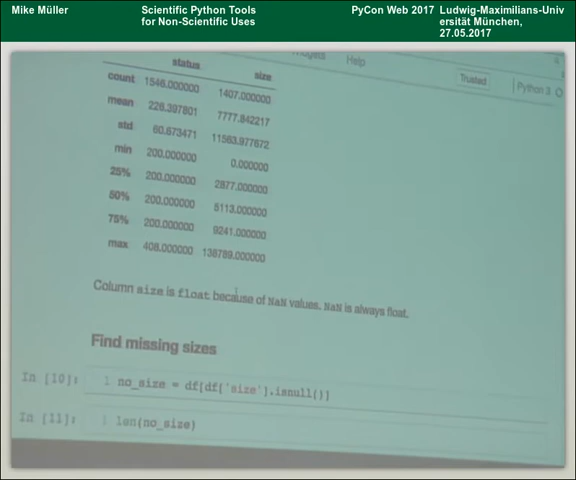 Mike Müller
Scientific Python Tools
for Non-Scientific Uses
PyCon Web 2017
Ludwig-Maximilians-Univ
ersität München,
27.05.2017
Help
Trusted
Python 3
status size
count 1546.000000 1407.000000
mean 226.397801 7777.842217
std 60.673471 11563.977672
min 200.000000 0.000000
25% 200.000000 2877.000000
50% 200.000000 5113.000000
75% 200.000000 9241.000000
max 408.000000 138789.000000
Column size is float because of NaN values. NaN is always float.
Find missing sizes
In [10]: 1 no_size = df[df['size'].isnull()]
In [11]: 1 len(no_size)